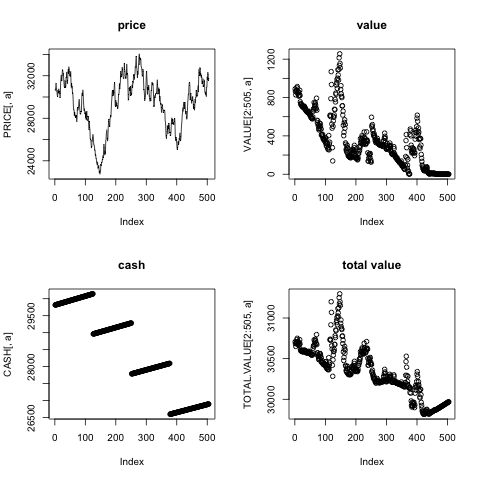 price
PRICE[, a]
24000 28000 32000
0 100 200 300 400 500
Index
value
VALUE[2:505, a]
0 400 800 1200
0 100 200 300 400 500
Index
cash
CASH[, a]
26500 28000 29500
0 100 200 300 400 500
Index
total value
TOTAL.VALUE[2:505, a]
30000 30500 31000
0 100 200 300 400 500
Index